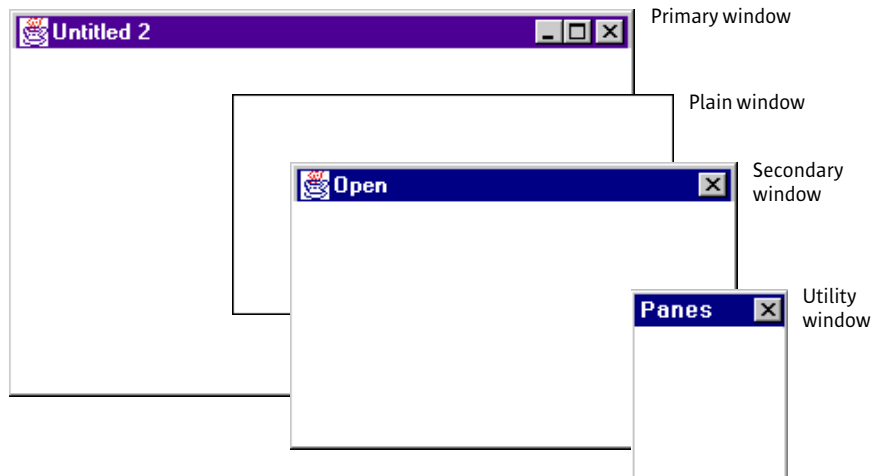 Untitled 2
Primary window
Plain window
Open
Secondary
window
Panes
Utility
window